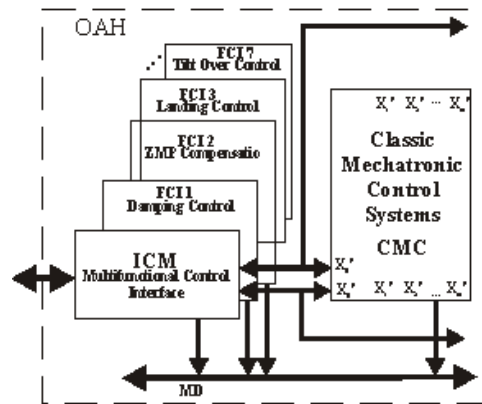 OAH
FCI 7
Tilt Over Control
FCI 3
Landing Control
FCI 2
ZMP Compensatio
FCI 1
Damping Control
ICM
Multifunctional Control
Interface
Classic
Mechatronic
Control
Systems
CMC
MD